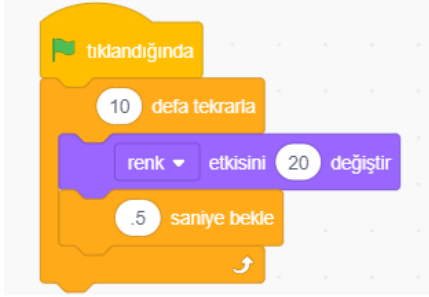 tıklandığında
10 defa tekrarla
renk etkisini 20 değiştir
.5 saniye bekle